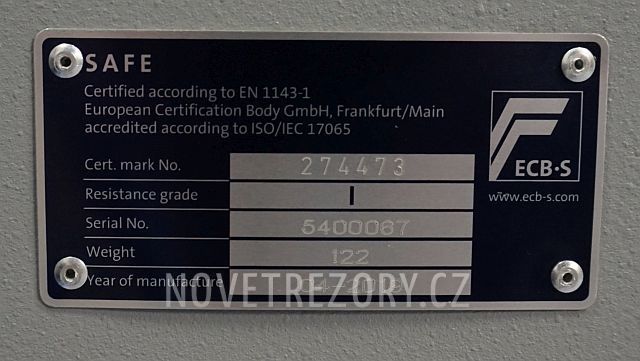 SAFE
Certified according to EN 1143-1
European Certification Body GmbH, Frankfurt/Main
accredited according to ISO/IEC 17065
ECB·S
www.ecb-s.com
Cert. mark No. 274473
Resistance grade I
Serial No. 5400067
Weight 122
Year of manufacture
NOVETREZORY.CZ